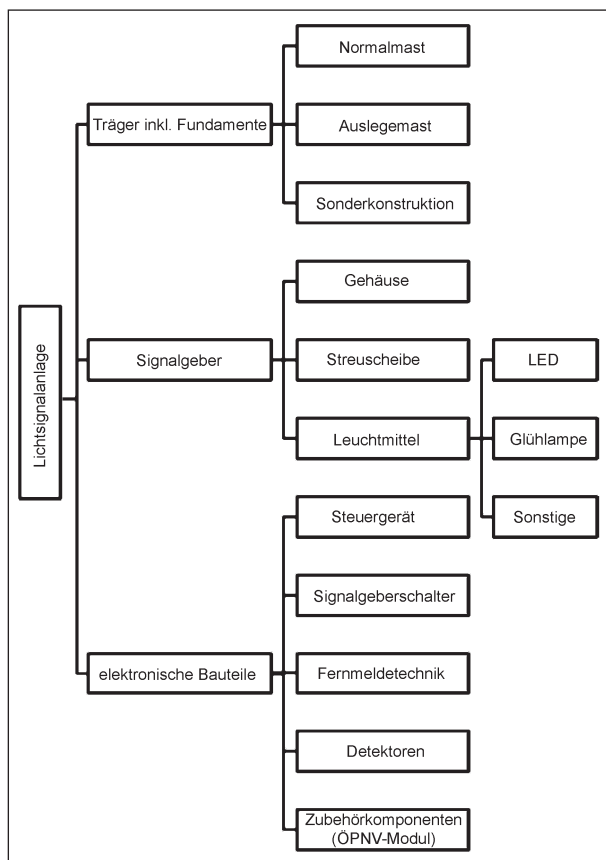 Lichtsignalanlage
Träger inkl. Fundamente
Normalmast
Auslegemast
Sonderkonstruktion
Signalgeber
Gehäuse
Streuscheibe
Leuchtmittel
LED
Glühlampe
Sonstige
elektronische Bauteile
Steuergerät
Signalgeberschalter
Fernmeldetechnik
Detektoren
Zubehörkomponenten
(ÖPNV-Modul)